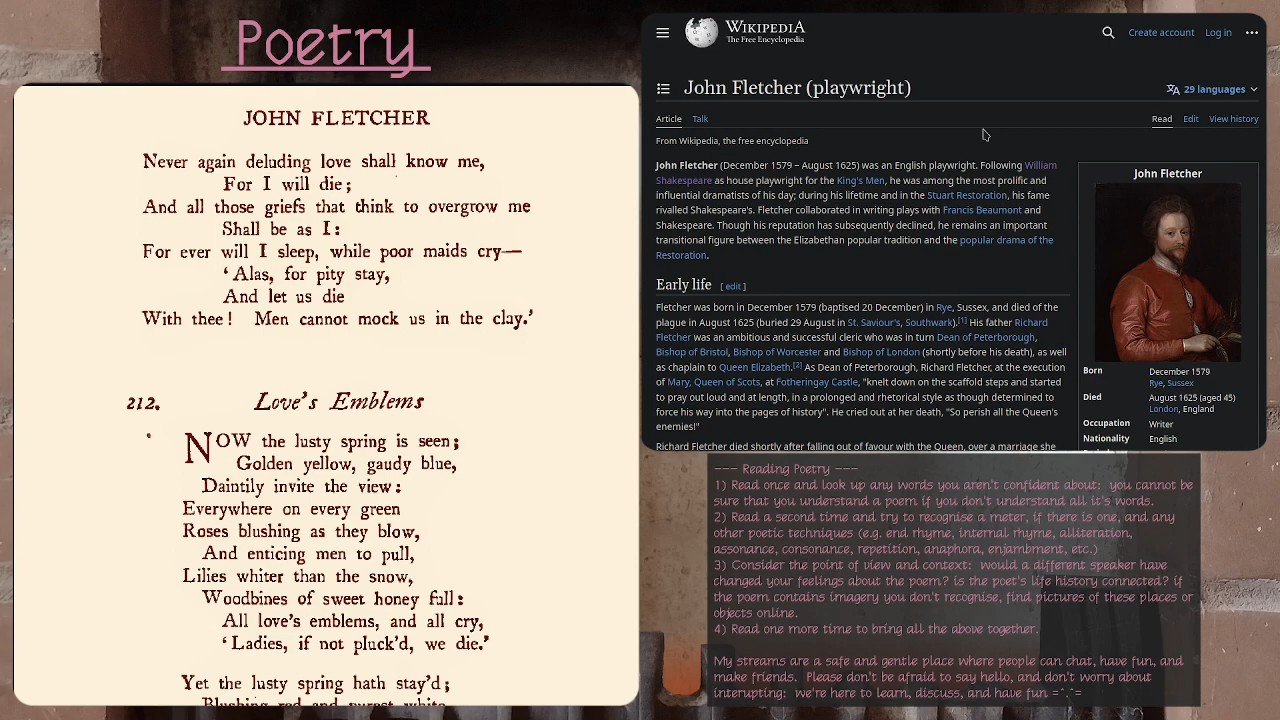 Poetry
JOHN FLETCHER
Never again deluding love shall know me,
For I will die;
And all those griefs that think to overgrow me
Shall be as I:
For ever will I sleep, while poor maids cry—
‘Alas, for pity stay,
And let us die
With thee! Men cannot mock us in the clay.’
212. Love’s Emblems
NOW the lusty spring is seen;
Golden yellow, gaudy blue,
Daintily invite the view:
Everywhere on every green
Roses blushing as they blow,
And enticing men to pull,
Lilies whiter than the snow,
Woodbines of sweet honey full:
All love’s emblems, and all cry,
‘Ladies, if not pluck’d, we die.’
Yet the lusty spring hath stay’d;
Blushing red and purest white
WIKIPEDIA
The Free Encyclopedia
Create account Log in
John Fletcher (playwright)
29 languages
Article Talk Read Edit View history
From Wikipedia, the free encyclopedia
John Fletcher (December 1579 – August 1625) was an English playwright. Following William
Shakespeare as house playwright for the King's Men, he was among the most prolific and
influential dramatists of his day; during his lifetime and in the Stuart Restoration, his fame
rivalled Shakespeare's. Fletcher collaborated in writing plays with Francis Beaumont and
Shakespeare. Though his reputation has subsequently declined, he remains an important
transitional figure between the Elizabethan popular tradition and the popular drama of the
Restoration.
Early life [ edit ]
Fletcher was born in December 1579 (baptised 20 December) in Rye, Sussex, and died of the
plague in August 1625 (buried 29 August in St. Saviour's, Southwark).[1] His father Richard
Fletcher was an ambitious and successful cleric who was in turn Dean of Peterborough,
Bishop of Bristol, Bishop of Worcester and Bishop of London (shortly before his death), as well
as chaplain to Queen Elizabeth.[2] As Dean of Peterborough, Richard Fletcher, at the execution
of Mary, Queen of Scots, at Fotheringay Castle, "knelt down on the scaffold steps and started
to pray out loud and at length, in a prolonged and rhetorical style as though determined to
force his way into the pages of history". He cried out at her death, "So perish all the Queen's
enemies!"
Richard Fletcher died shortly after falling out of favour with the Queen, over a marriage she
John Fletcher
Born December 1579
Rye, Sussex
Died August 1625 (aged 45)
London, England
Occupation Writer
Nationality English
--- Reading Poetry ---
1) Read once and look up any words you aren't confident about: you cannot be
sure that you understand a poem if you don't understand all it's words.
2) Read a second time and try to recognise a meter, if there is one, and any
other poetic techniques (e.g. end rhyme, internal rhyme, alliteration,
assonance, consonance, repetition, anaphora, enjambment, etc.)
3) Consider the point of view and context: would a different speaker have
changed your feelings about the poem? is the poet's life history connected? if
the poem contains imagery you don't recognise, find pictures of these places or
objects online.
4) Read one more time to bring all the above together.
My streams are a safe and gentle place where people can chat, have fun, and
make friends. Please don't be afraid to say hello, and don't worry about
interupting: we're here to learn, discuss, and have fun =^.^=